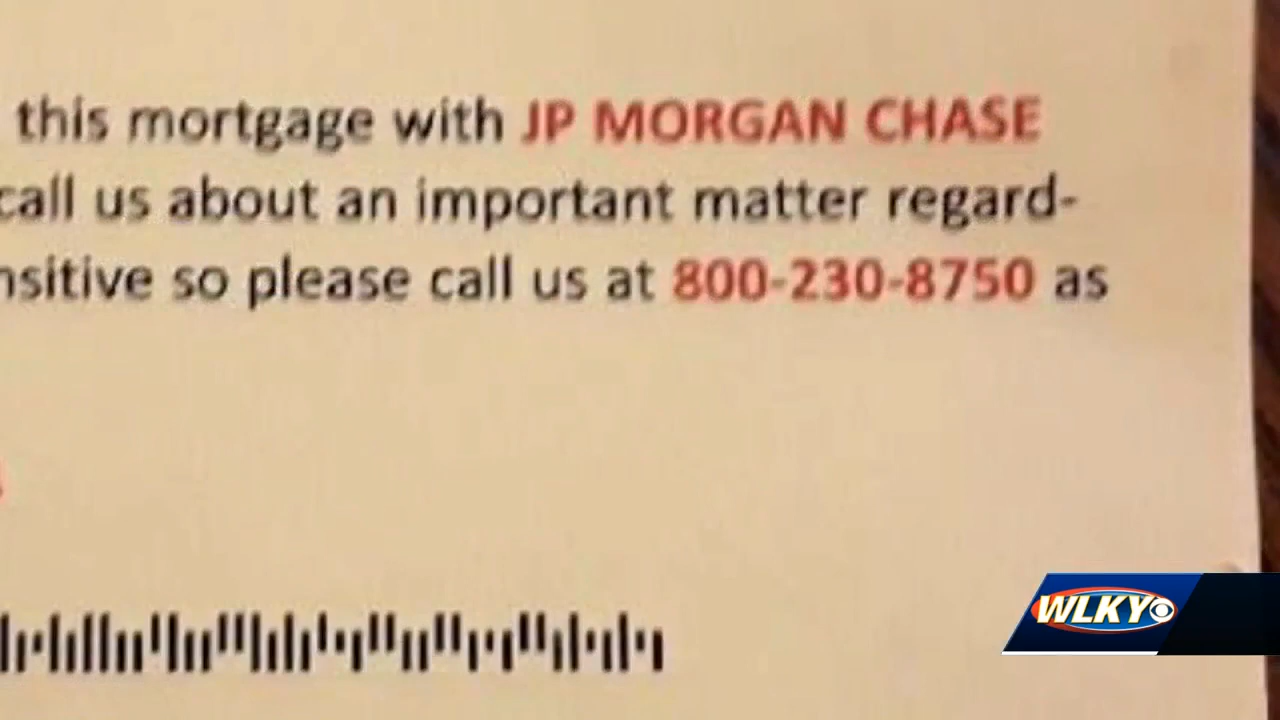 this mortgage with JP MORGAN CHASE
call us about an important matter regard-
so please call us at 800-230-8750 as
WLKY